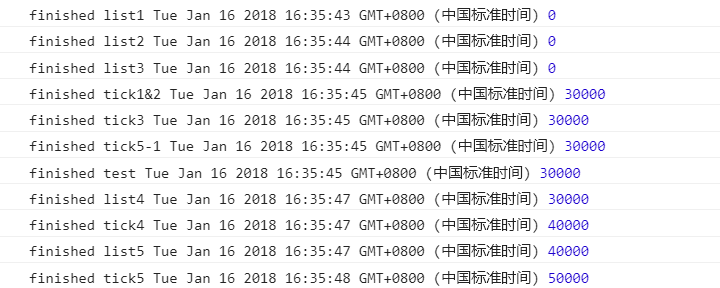 finished list1 Tue Jan 16 2018 16:35:43 GMT+0800 (中国标准时间) 0
finished list2 Tue Jan 16 2018 16:35:44 GMT+0800 (中国标准时间) 0
finished list3 Tue Jan 16 2018 16:35:44 GMT+0800 (中国标准时间) 0
finished tick1&2 Tue Jan 16 2018 16:35:45 GMT+0800 (中国标准时间) 30000
finished tick3 Tue Jan 16 2018 16:35:45 GMT+0800 (中国标准时间) 30000
finished tick5-1 Tue Jan 16 2018 16:35:45 GMT+0800 (中国标准时间) 30000
finished test Tue Jan 16 2018 16:35:45 GMT+0800 (中国标准时间) 30000
finished list4 Tue Jan 16 2018 16:35:47 GMT+0800 (中国标准时间) 30000
finished tick4 Tue Jan 16 2018 16:35:47 GMT+0800 (中国标准时间) 40000
finished list5 Tue Jan 16 2018 16:35:47 GMT+0800 (中国标准时间) 40000
finished tick5 Tue Jan 16 2018 16:35:48 GMT+0800 (中国标准时间) 50000